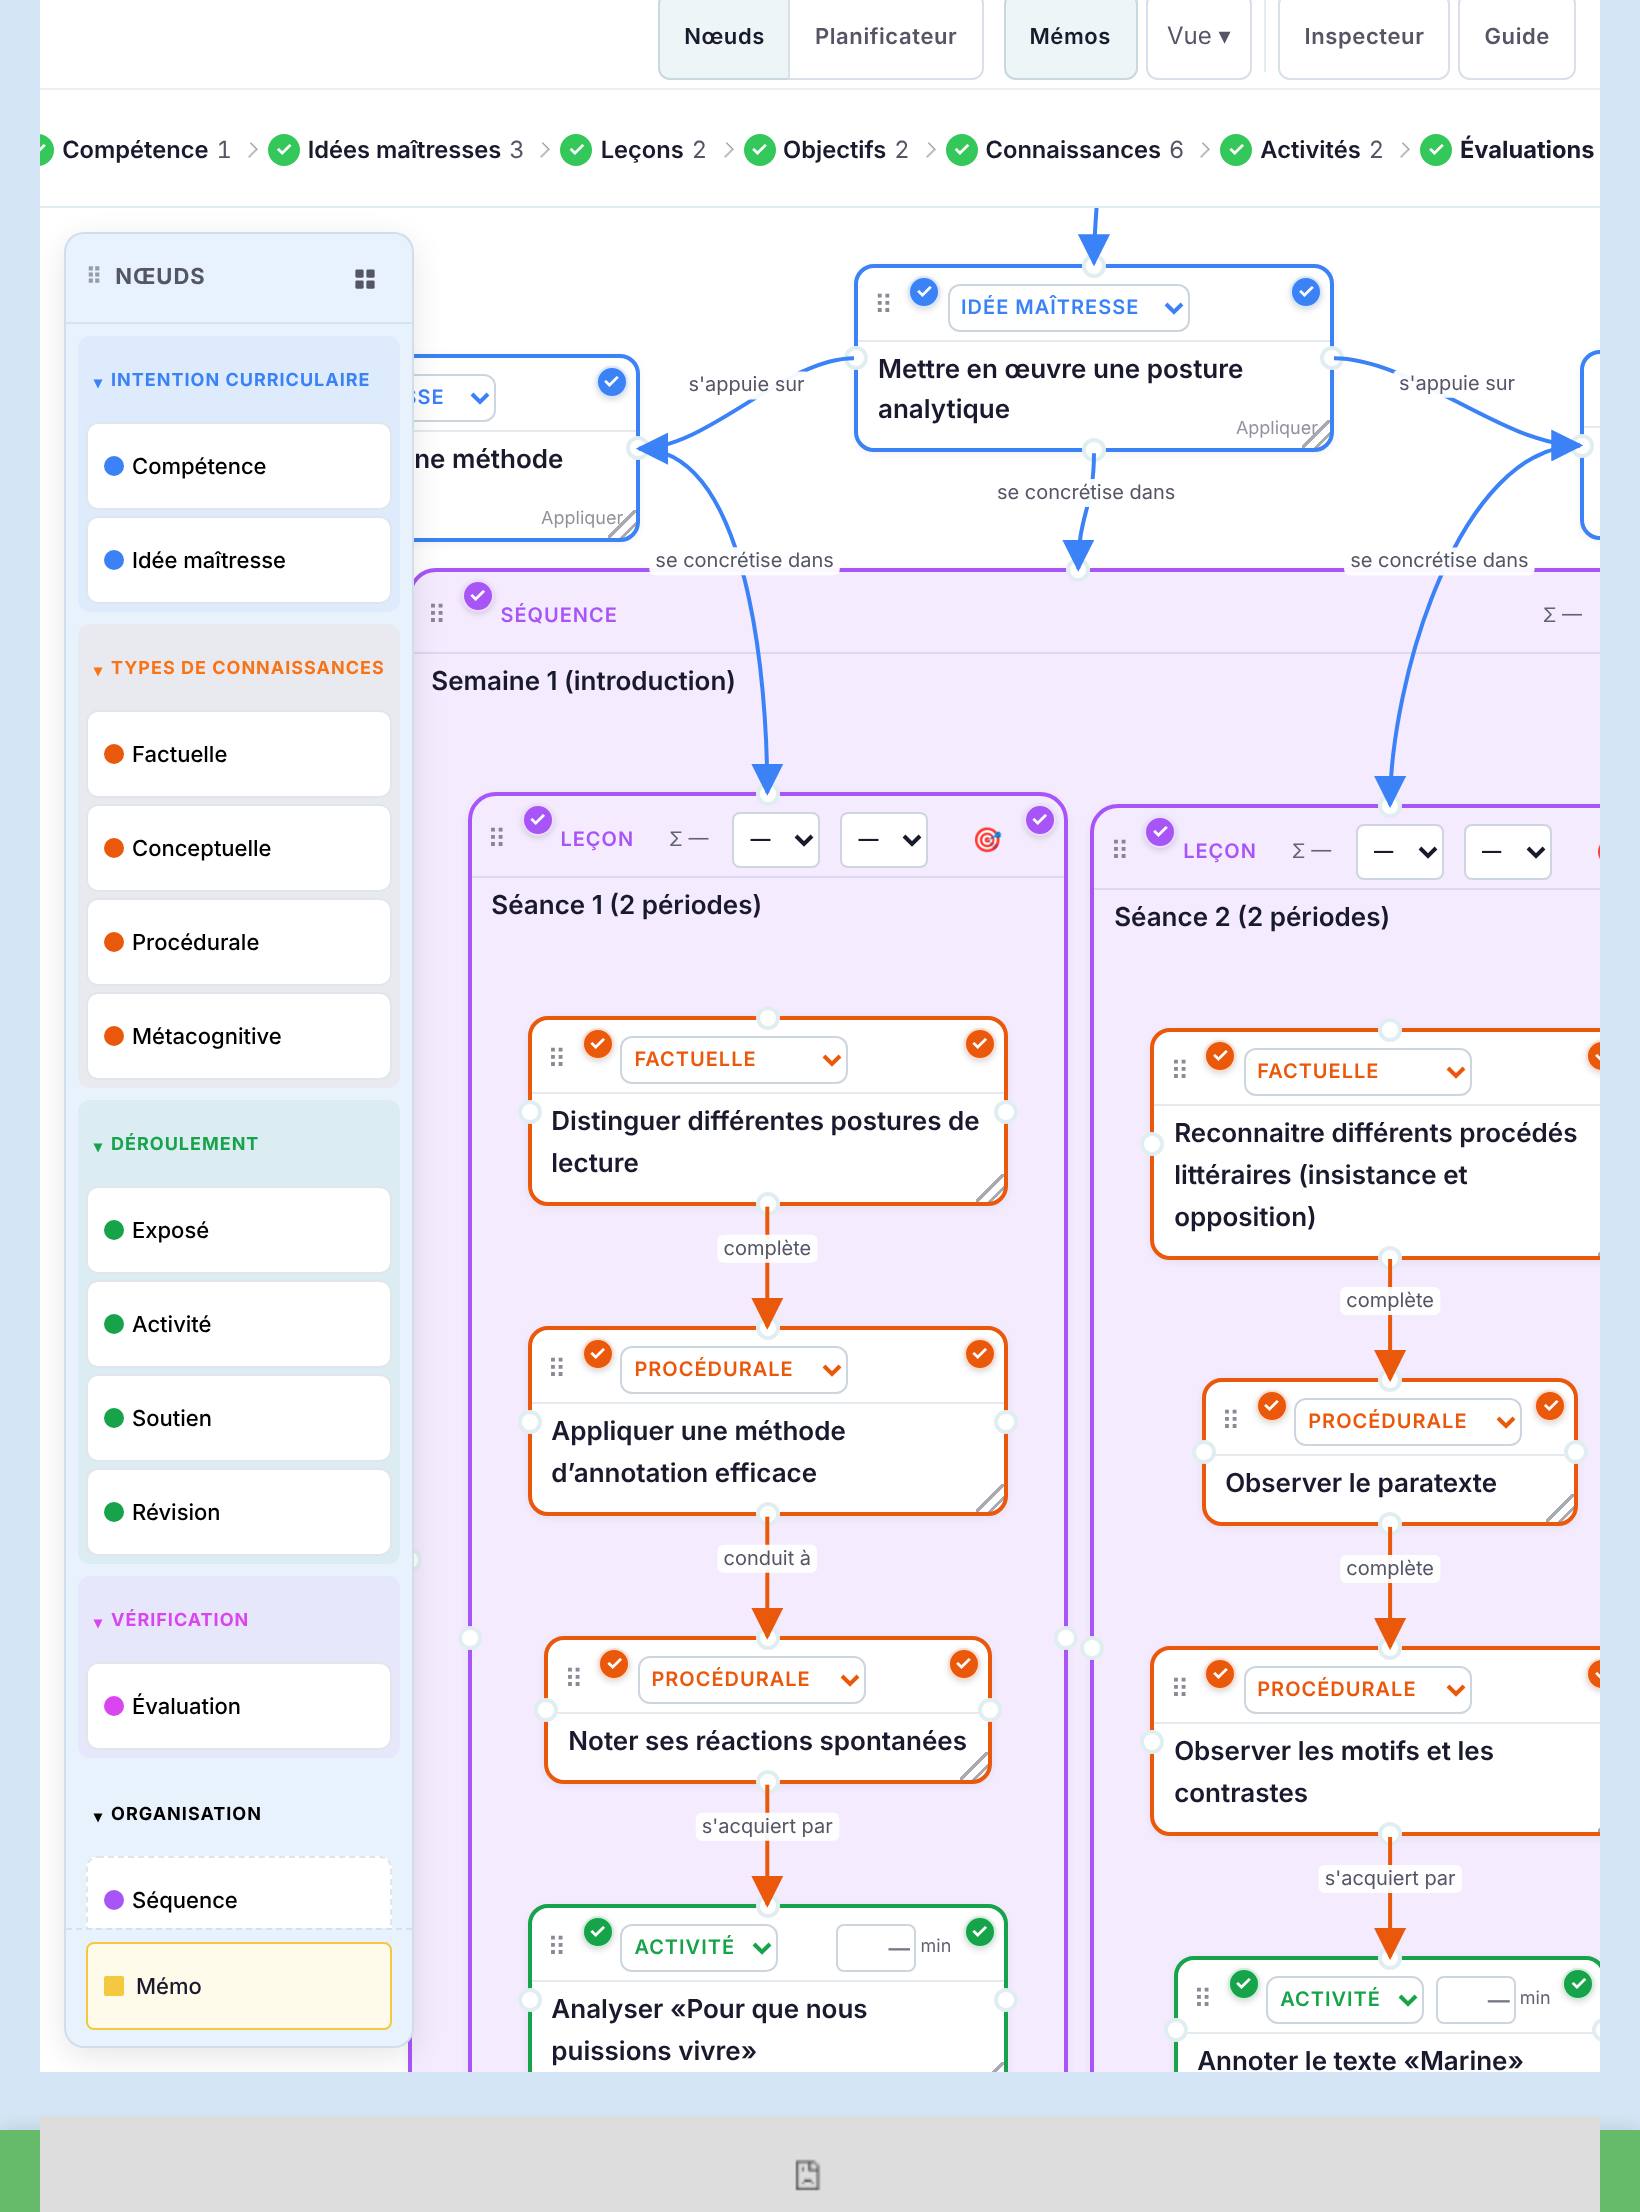 Nœuds
Planificateur
Mémos
Vue ▾
Inspecteur
Guide
Compétence 1
Idées maîtresses 3
Leçons 2
Objectifs 2
Connaissances 6
Activités 2
Évaluations
NŒUDS
▾ INTENTION CURRICULAIRE
Compétence
Idée maîtresse
▾ TYPES DE CONNAISSANCES
Factuelle
Conceptuelle
Procédurale
Métacognitive
▾ DÉROULEMENT
Exposé
Activité
Soutien
Révision
▾ VÉRIFICATION
Évaluation
▾ ORGANISATION
Séquence
Mémo
IDÉE MAÎTRESSE
Mettre en œuvre une posture
analytique
Appliquer
s'appuie sur
s'appuie sur
SSE
ne méthode
Appliquer
se concrétise dans
se concrétise dans
se concrétise dans
SÉQUENCE
Σ —
Semaine 1 (introduction)
LEÇON
Σ —
—
—
Séance 1 (2 périodes)
FACTUELLE
Distinguer différentes postures de
lecture
complète
PROCÉDURALE
Appliquer une méthode
d’annotation efficace
conduit à
PROCÉDURALE
Noter ses réactions spontanées
s'acquiert par
ACTIVITÉ
— min
Analyser «Pour que nous
puissions vivre»
LEÇON
Σ —
—
—
Séance 2 (2 périodes)
FACTUELLE
Reconnaitre différents procédés
littéraires (insistance et
opposition)
complète
PROCÉDURALE
Observer le paratexte
complète
PROCÉDURALE
Observer les motifs et les
contrastes
s'acquiert par
ACTIVITÉ
— min
Annoter le texte «Marine»